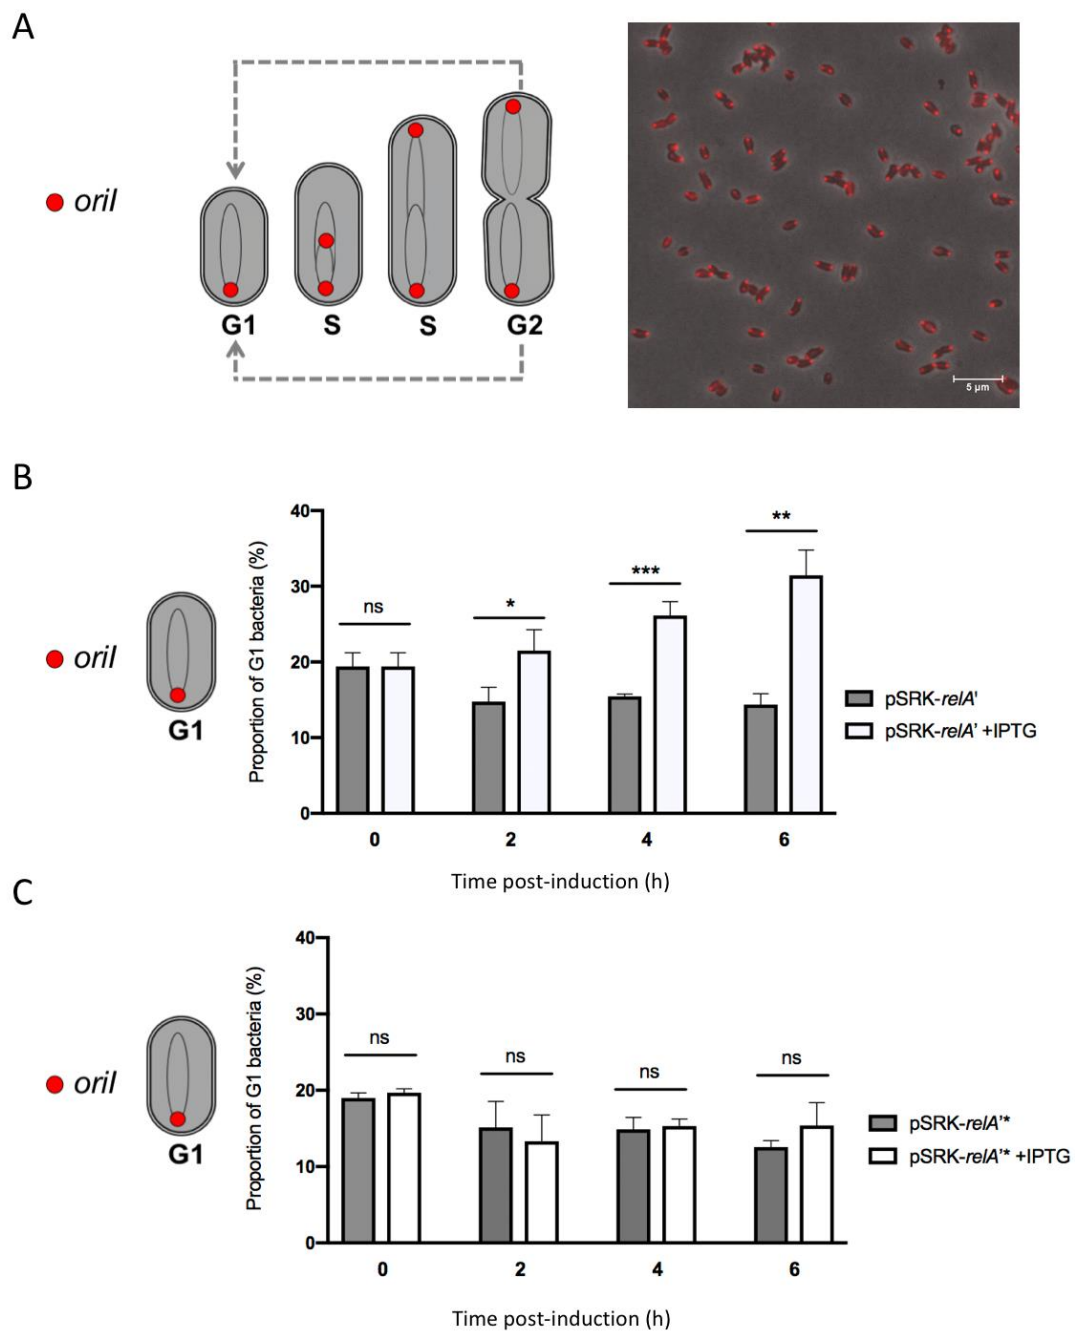 A
oriI
G1 S S G2
5 µm
B
oriI
G1
Proportion of G1 bacteria (%)
40
30
20
10
0
ns
*
***
**
0 2 4 6
Time post-induction (h)
pSRK-relA'
pSRK-relA' +IPTG
C
oriI
G1
Proportion of G1 bacteria (%)
40
30
20
10
0
ns
ns
ns
ns
0 2 4 6
Time post-induction (h)
pSRK-relA'*
pSRK-relA'* +IPTG